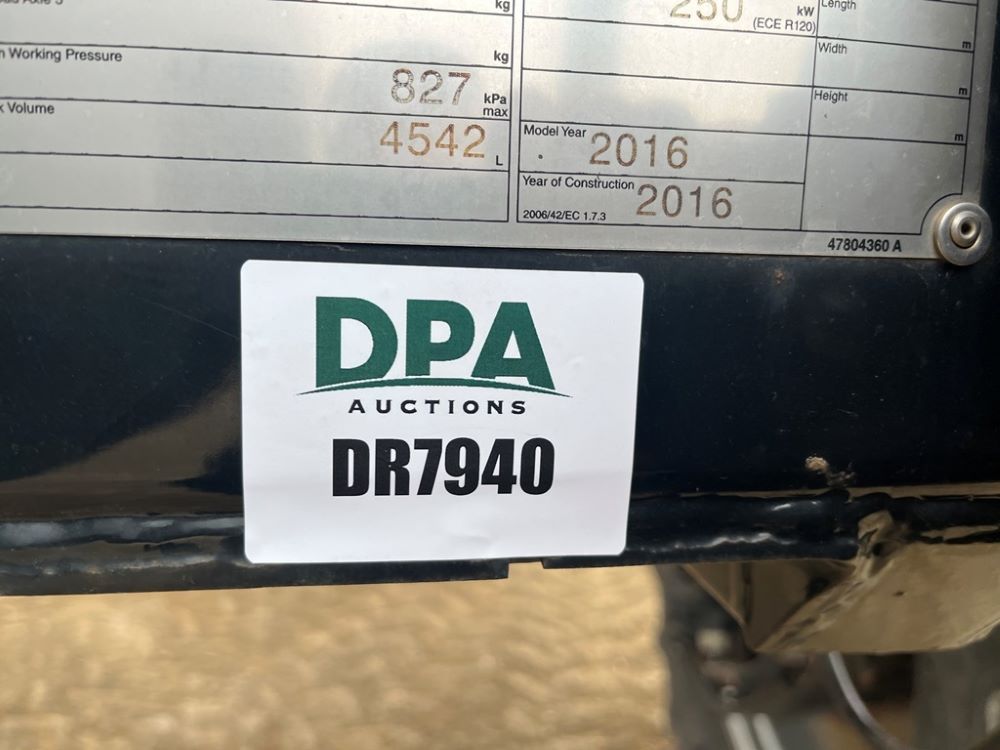 kg
250 kW
(ECE R120)
Length
m
Working Pressure
kg
Width
m
827 kPa
max
Height
m
Volume
4542 L
Model Year 2016
Year of Construction 2016
2006/42/EC 1.7.3
47804360 A
DPA
AUCTIONS
DR7940